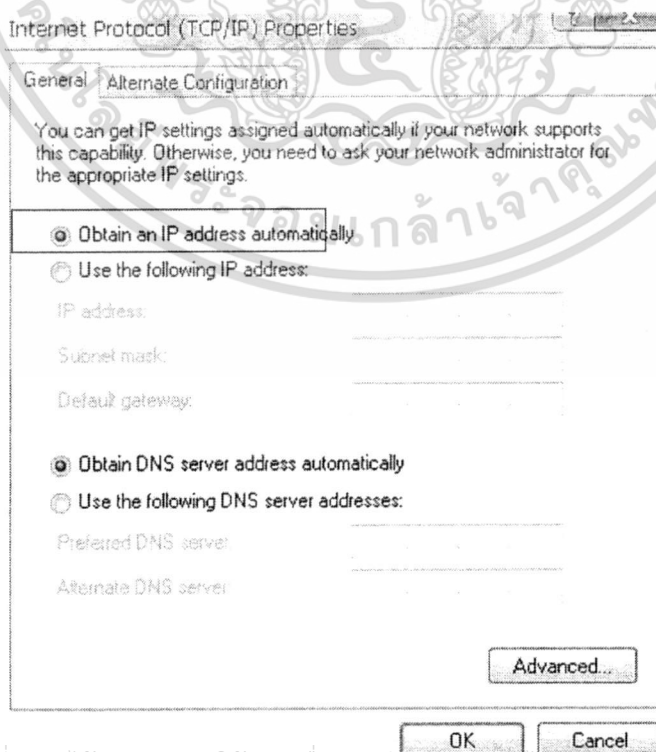 Internet Protocol (TCP/IP) Properties
General
Alternate Configuration
You can get IP settings assigned automatically if your network supports
this capability. Otherwise, you need to ask your network administrator for
the appropriate IP settings.
Obtain an IP address automatically
Use the following IP address:
IP address:
Subnet mask:
Default gateway:
Obtain DNS server address automatically
Use the following DNS server addresses:
Preferred DNS server
Alternate DNS server
Advanced...
OK
Cancel